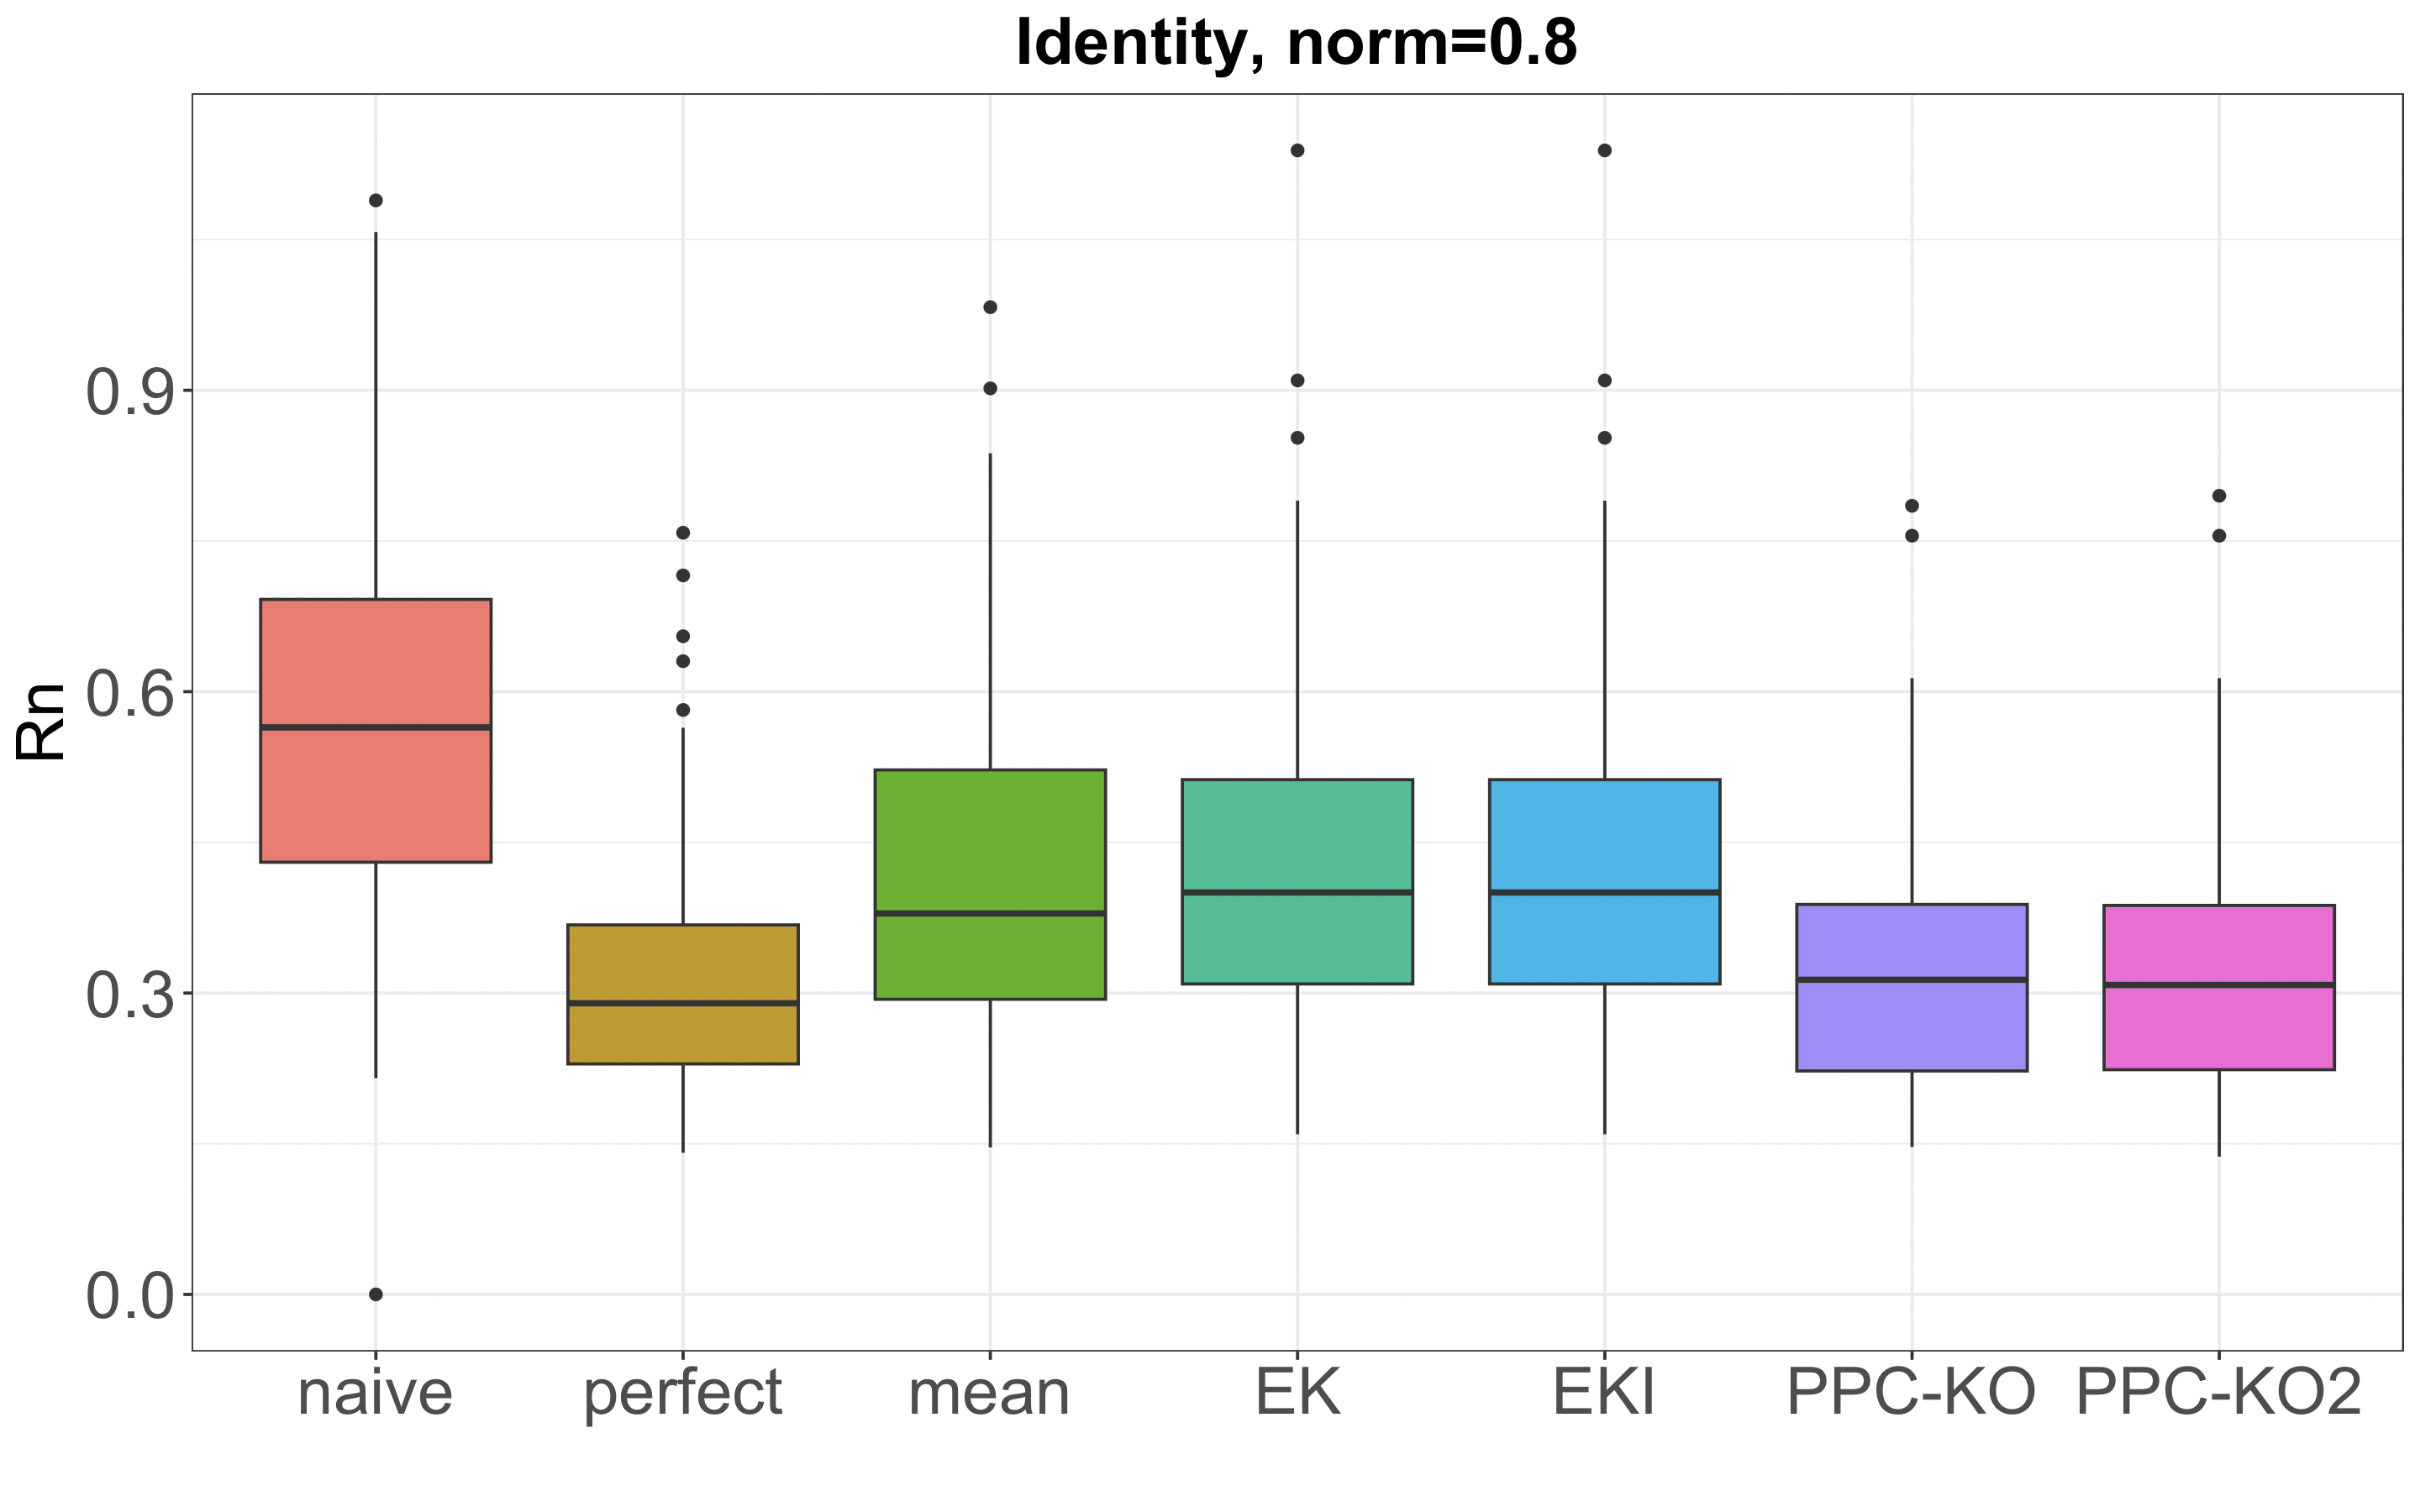 Identity, norm=0.8
Rn
0.9
0.6
0.3
0.0
naive perfect mean EK EKI PPC-KO PPC-KO2